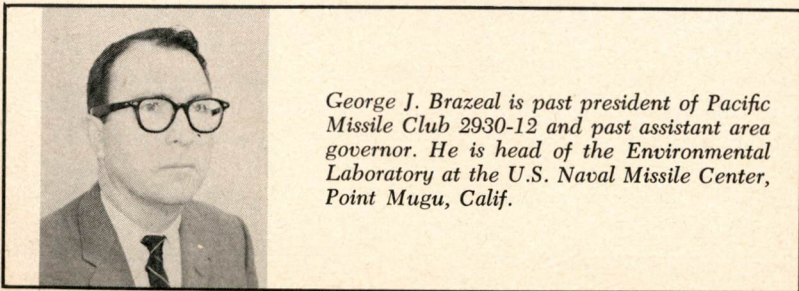 George J. Brazeal is past president of Pacific
Missile Club 2930-12 and past assistant area
governor. He is head of the Environmental
Laboratory at the U.S. Naval Missile Center,
Point Mugu, Calif.